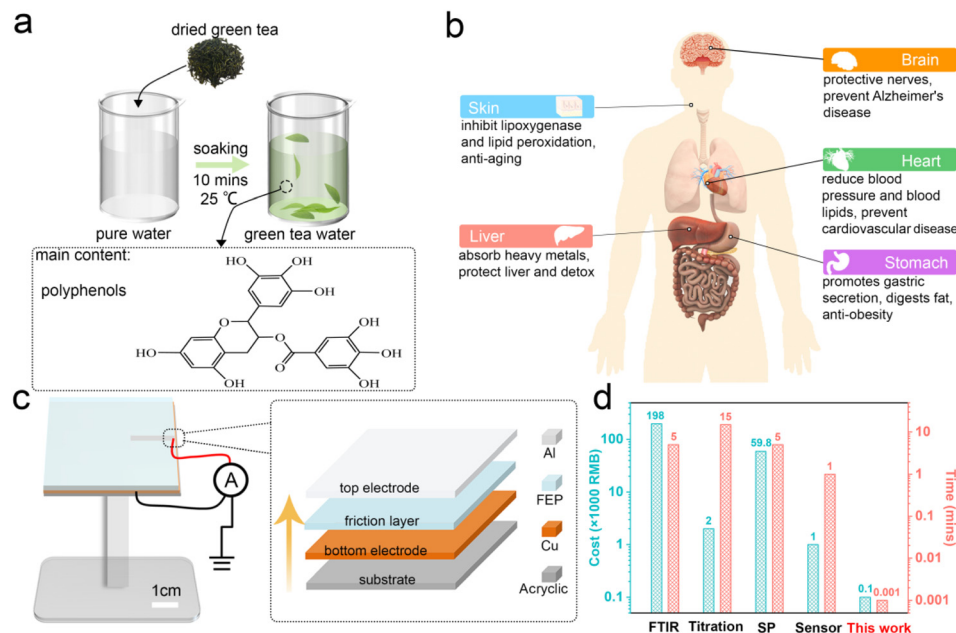 a
dried green tea
soaking
10 mins
25 ℃
pure water
green tea water
main content:
polyphenols
OH
HO
OH
HO
O
OH
O
O
OH
OH
OH
OH
b
Brain
protective nerves,
prevent Alzheimer's
disease
Skin
inhibit lipoxygenase
and lipid peroxidation,
anti-aging
Heart
reduce blood
pressure and blood
lipids, prevent
cardiovascular disease
Liver
absorb heavy metals,
protect liver and detox
Stomach
promotes gastric
secretion, digests fat,
anti-obesity
c
A
1cm
top electrode
friction layer
bottom electrode
substrate
Al
FEP
Cu
Acrylic
d
Cost (×1000 RMB)
100
10
1
0.1
198
5
2
15
59.8
5
1
1
0.1
0.001
FTIR Titration SP Sensor This work
10
1
0.1
0.01
0.001
Time (mins)